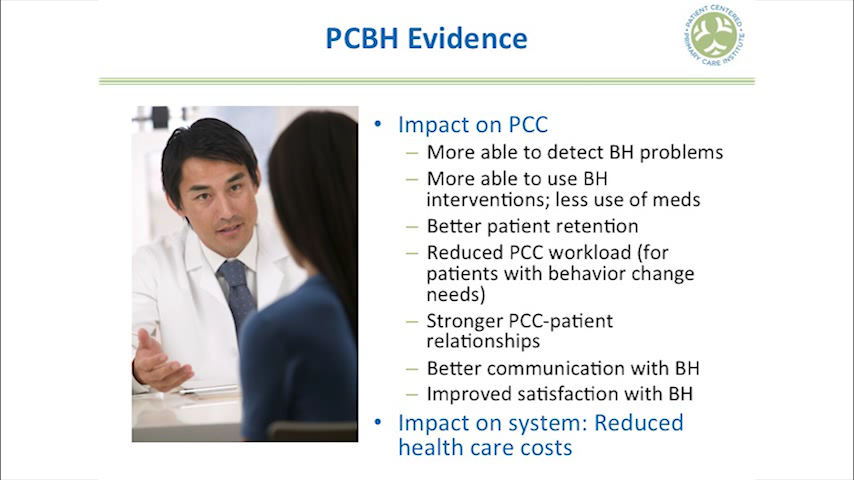 PCBH Evidence
PATIENT CENTERED
PRIMARY CARE INSTITUTE
• Impact on PCC
– More able to detect BH problems
– More able to use BH
interventions; less use of meds
– Better patient retention
– Reduced PCC workload (for
patients with behavior change
needs)
– Stronger PCC-patient
relationships
– Better communication with BH
– Improved satisfaction with BH
• Impact on system: Reduced
health care costs